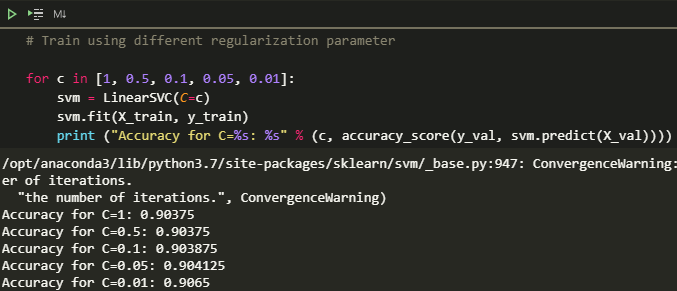 M↓
# Train using different regularization parameter
for c in [1, 0.5, 0.1, 0.05, 0.01]:
    svm = LinearSVC(C=c)
    svm.fit(X_train, y_train)
    print ("Accuracy for C=%s: %s" % (c, accuracy_score(y_val, svm.predict(X_val))))
/opt/anaconda3/lib/python3.7/site-packages/sklearn/svm/_base.py:947: ConvergenceWarning:
er of iterations.
  "the number of iterations.", ConvergenceWarning)
Accuracy for C=1: 0.90375
Accuracy for C=0.5: 0.90375
Accuracy for C=0.1: 0.903875
Accuracy for C=0.05: 0.904125
Accuracy for C=0.01: 0.9065